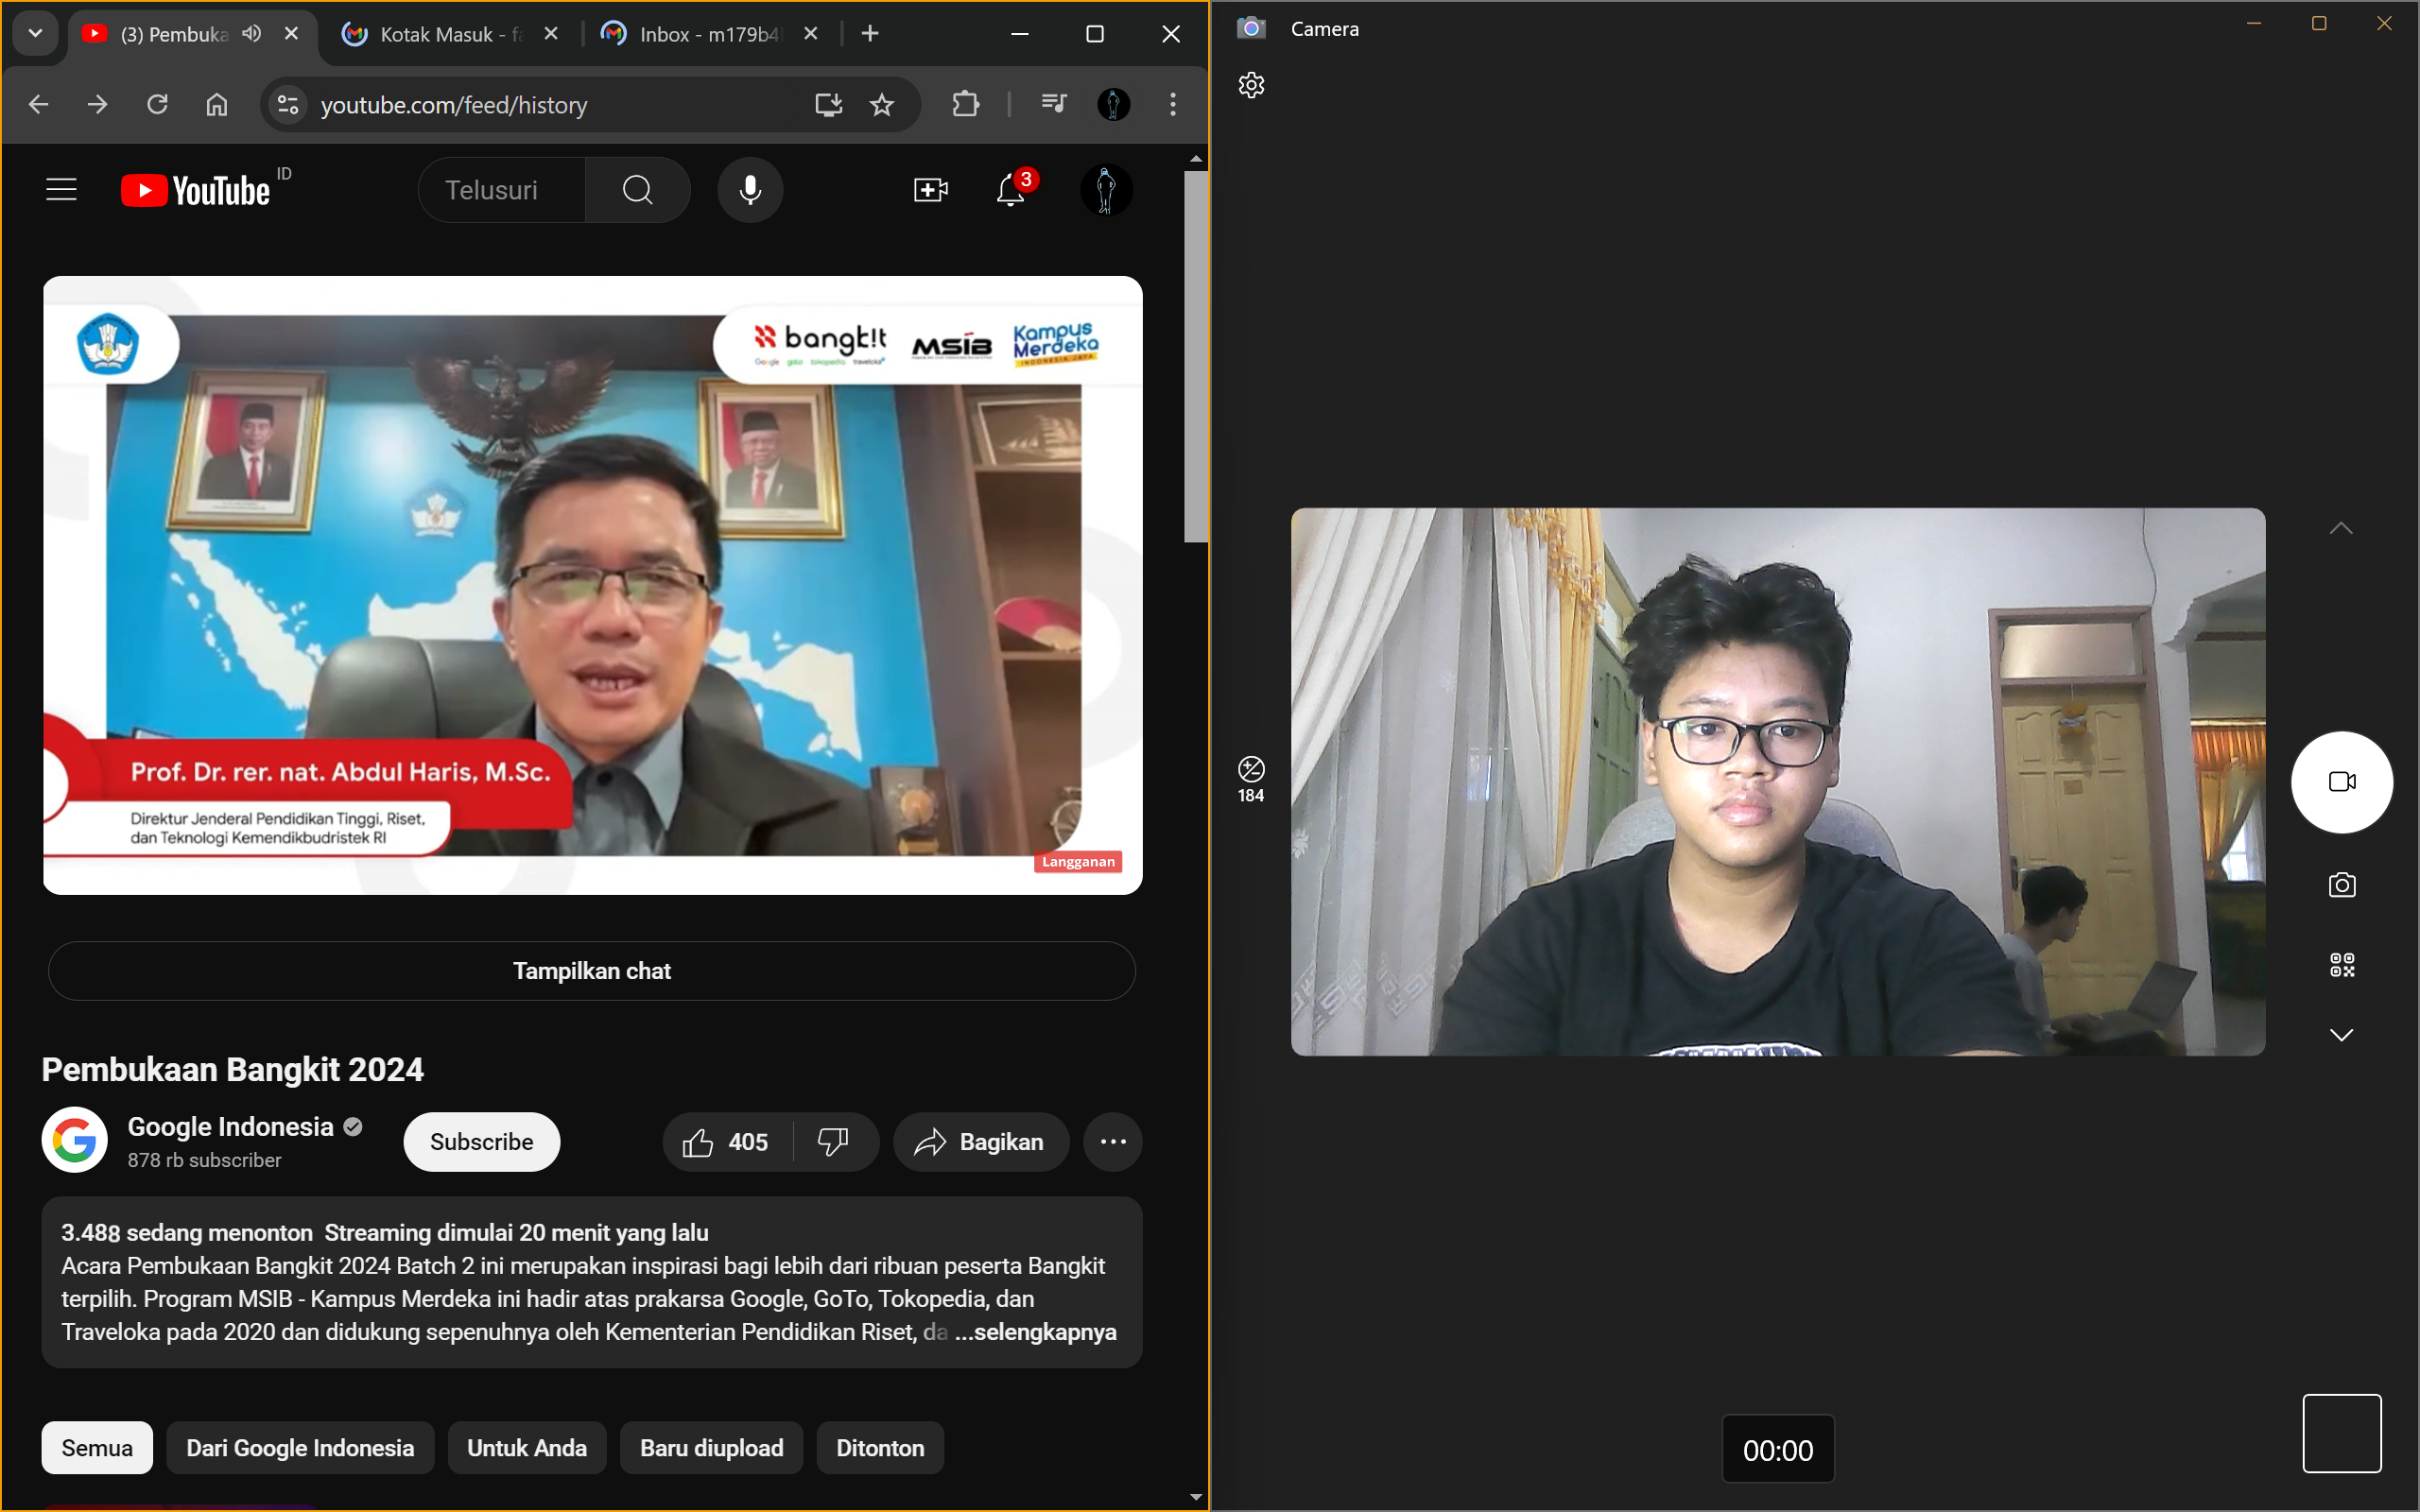 (3) Pembuka
Kotak Masuk - fa
Inbox - m179b4
youtube.com/feed/history
YouTube ID
Telusuri
3
bangk!t
Google goto tokopedia traveloka
MSIB
Kampus
Merdeka
INDONESIA JAYA
Prof. Dr. rer. nat. Abdul Haris, M.Sc.
Direktur Jenderal Pendidikan Tinggi, Riset,
dan Teknologi Kemendikbudristek RI
Langganan
Tampilkan chat
Pembukaan Bangkit 2024
Google Indonesia
878 rb subscriber
Subscribe
405
Bagikan
3.488 sedang menonton Streaming dimulai 20 menit yang lalu
Acara Pembukaan Bangkit 2024 Batch 2 ini merupakan inspirasi bagi lebih dari ribuan peserta Bangkit
terpilih. Program MSIB - Kampus Merdeka ini hadir atas prakarsa Google, GoTo, Tokopedia, dan
Traveloka pada 2020 dan didukung sepenuhnya oleh Kementerian Pendidikan Riset, da ...selengkapnya
Semua
Dari Google Indonesia
Untuk Anda
Baru diupload
Ditonton
Camera
184
00:00